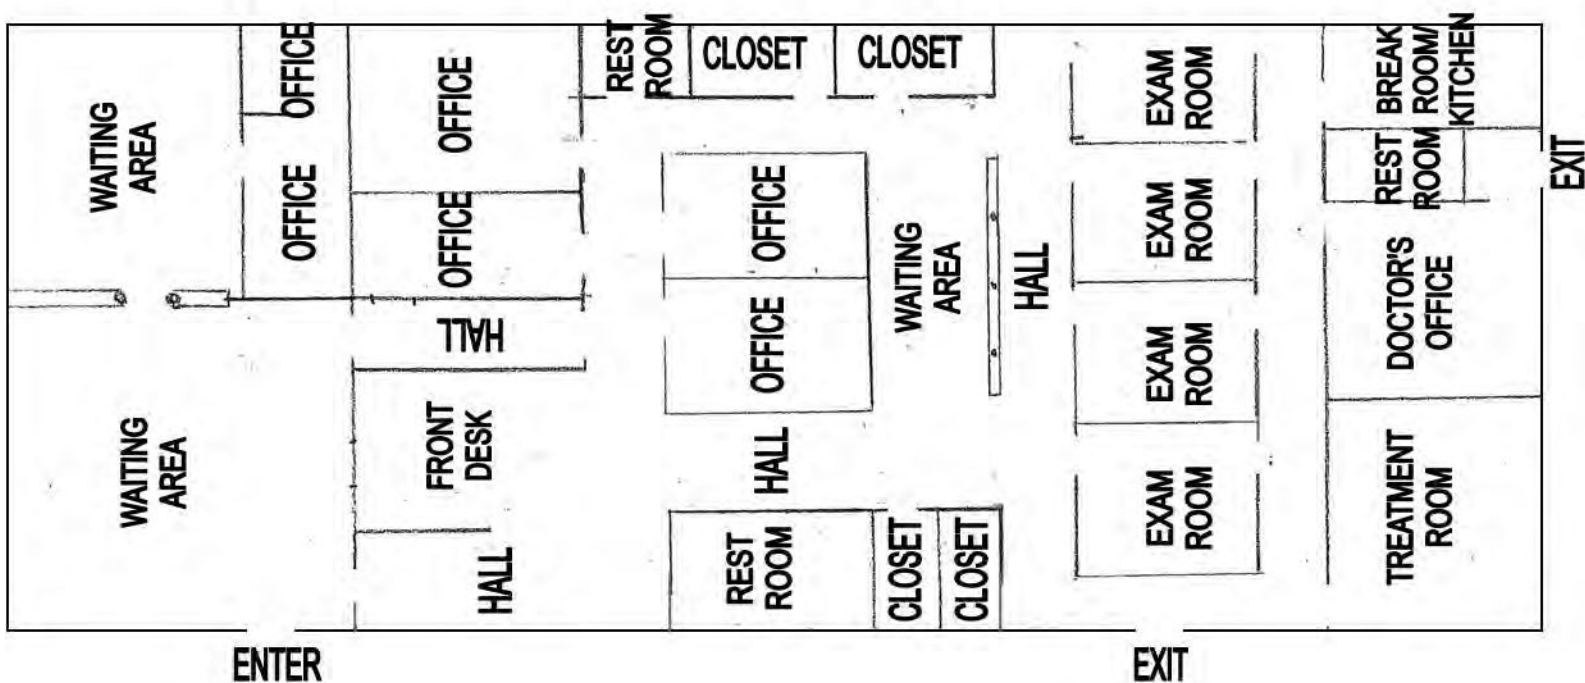 WAITING
AREA
WAITING
AREA
OFFICE
OFFICE
OFFICE
OFFICE
HALL
FRONT
DESK
HALL
REST
ROOM
CLOSET
CLOSET
OFFICE
OFFICE
HALL
REST
ROOM
CLOSET
CLOSET
WAITING
AREA
HALL
EXAM
ROOM
EXAM
ROOM
EXAM
ROOM
EXAM
ROOM
BREAK
ROOM/
KITCHEN
REST
ROOM
DOCTOR'S
OFFICE
TREATMENT
ROOM
EXIT
ENTER
EXIT